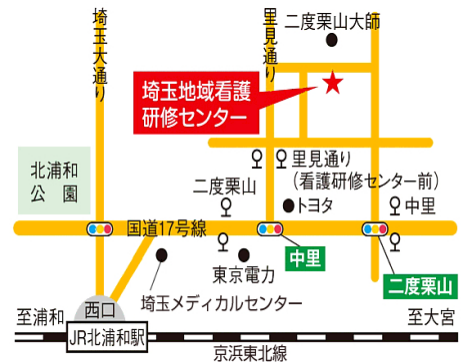 埼玉大通り
里見通り
二度栗山大師
埼玉地域看護
研修センター
北浦和
公　園
里見通り
(看護研修センター前)
二度栗山
トヨタ
中里
国道17号線
中里
東京電力
二度栗山
埼玉メディカルセンター
西口
至浦和
至大宮
JR北浦和駅
京浜東北線